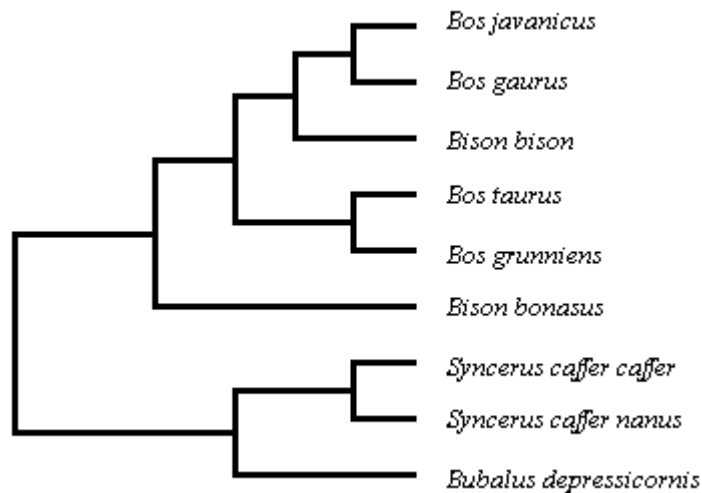 Bos javanicus
Bos gaurus
Bison bison
Bos taurus
Bos grunniens
Bison bonasus
Syncerus caffer caffer
Syncerus caffer nanus
Bubalus depressicornis